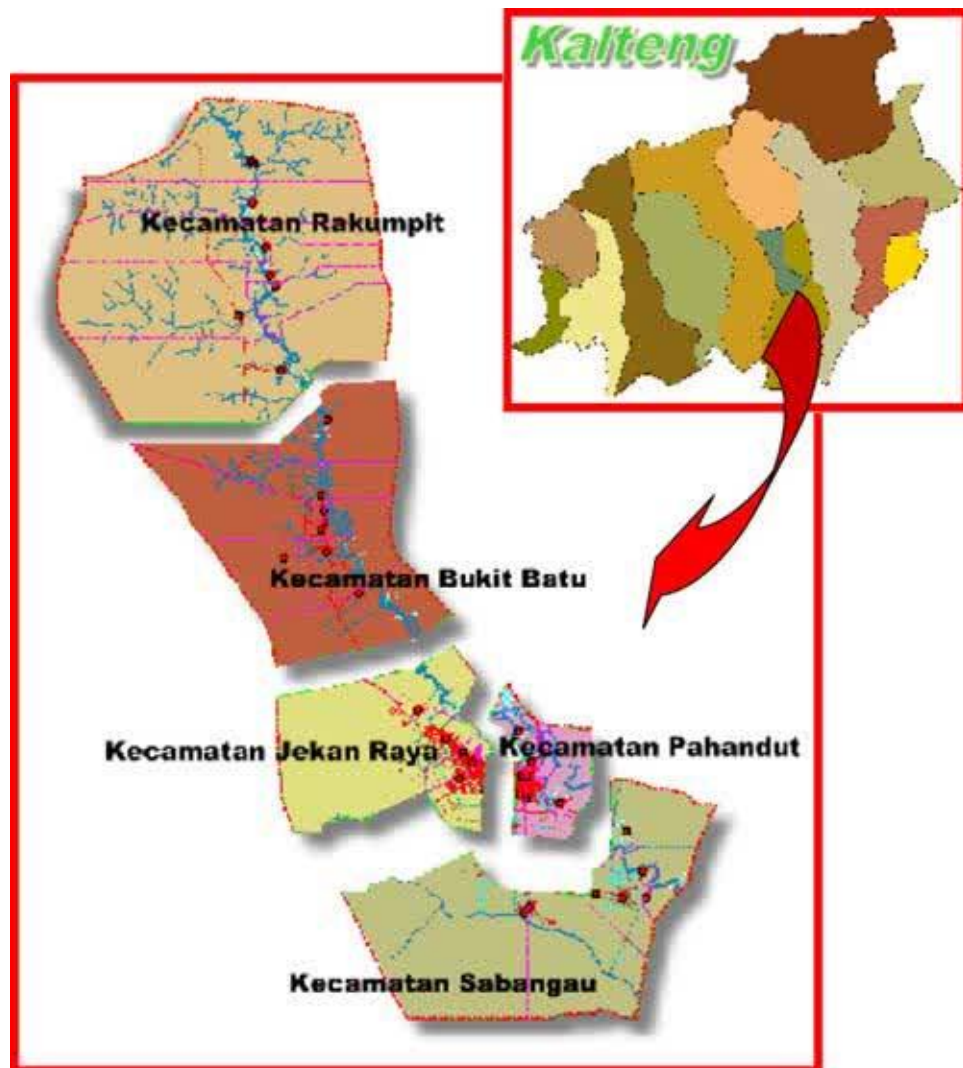 Kalteng
Kecamatan Rakumpit
Kecamatan Bukit Batu
Kecamatan Jekan Raya
Kecamatan Pahandut
Kecamatan Sabangau